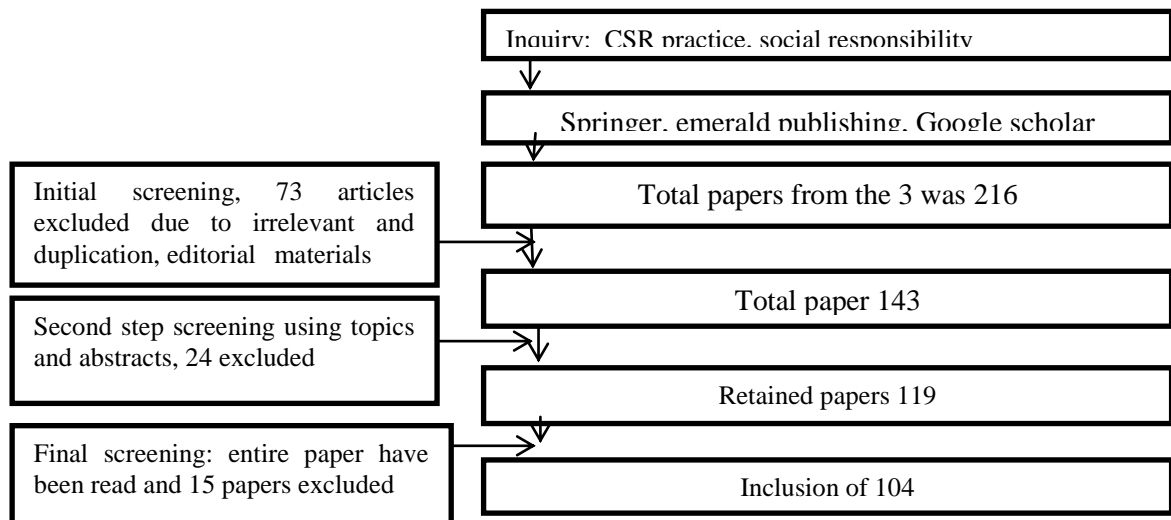 Inquiry: CSR practice, social responsibility
Springer, emerald publishing, Google scholar
Total papers from the 3 was 216
Initial screening, 73 articles
excluded due to irrelevant and
duplication, editorial materials
Total paper 143
Second step screening using topics
and abstracts, 24 excluded
Retained papers 119
Final screening: entire paper have
been read and 15 papers excluded
Inclusion of 104